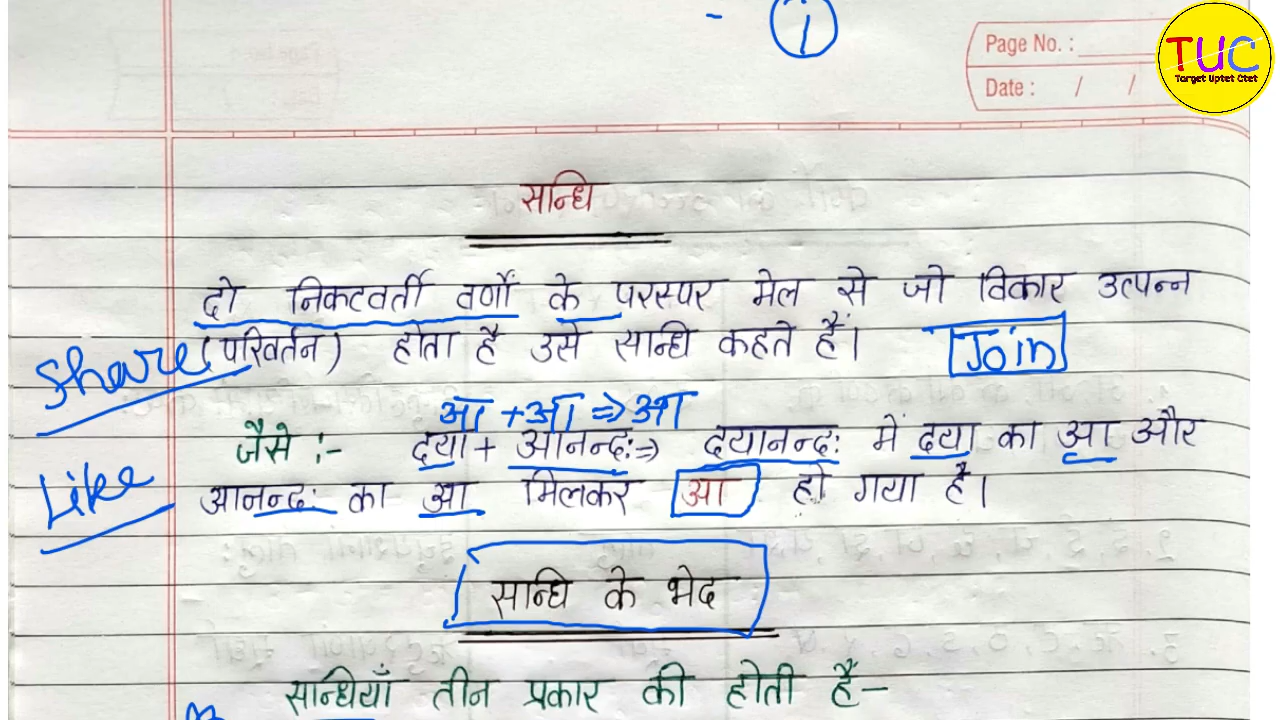 ①
Page No. :
Date :    /    /
TUC
Target Uptet Ctet
सन्धि
दो निकटवर्ती वर्णों के परस्पर मेल से जो विकार उत्पन्न
Share (परिवर्तन) होता है उसे सन्धि कहते हैं। Join
आ + आ ⇒ आ
जैसे :- दया + आनन्दः ⇒ दयानन्दः में दया का आ और
Like आनन्दः का आ मिलकर आ हो गया है।
सन्धि के भेद
सन्धियाँ तीन प्रकार की होती हैं-